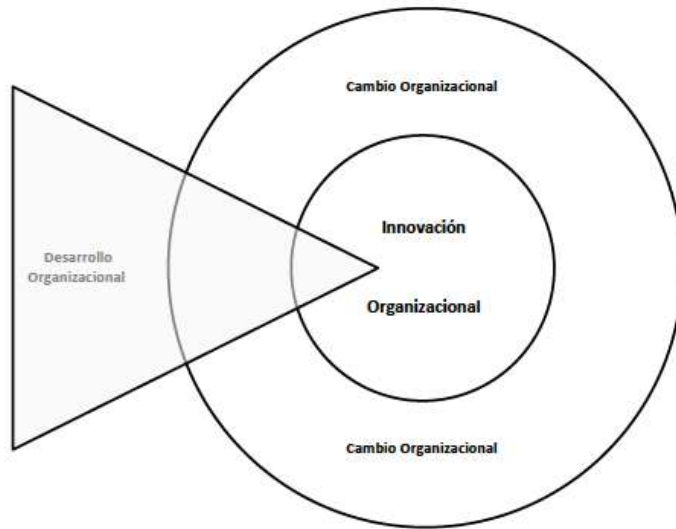 Cambio Organizacional
Innovación
Desarrollo
Organizacional
Organizacional
Cambio Organizacional